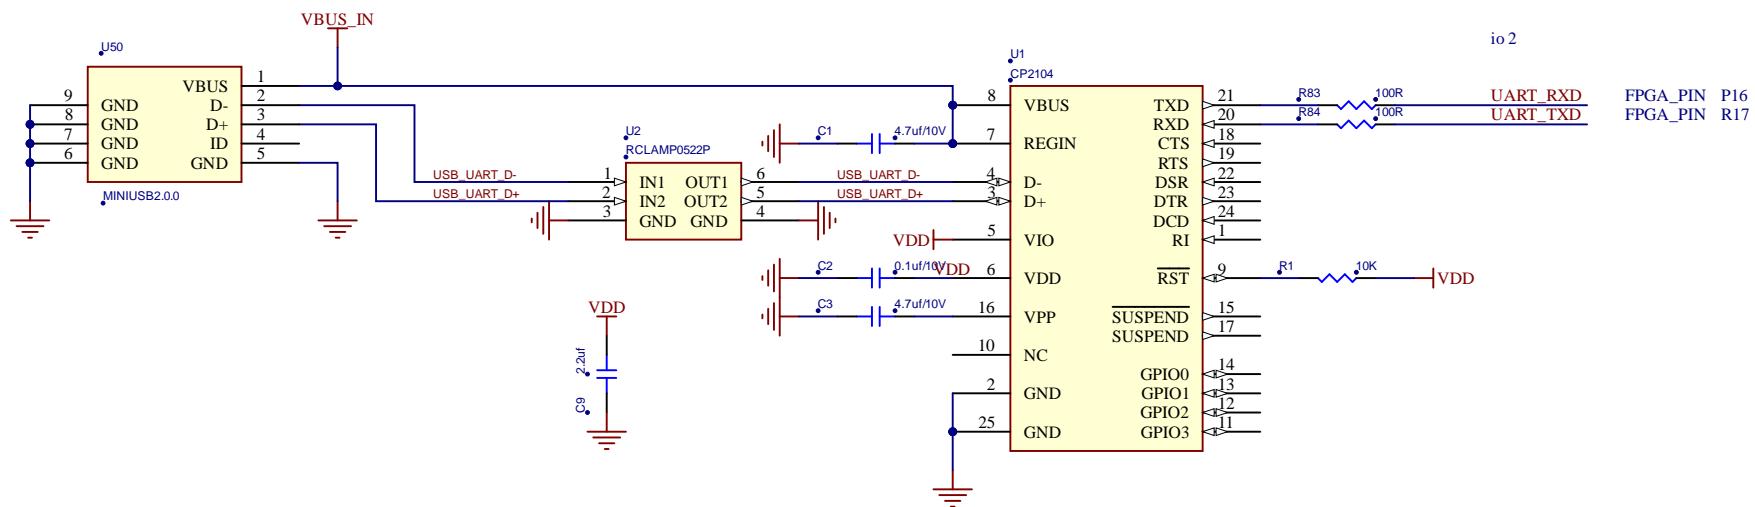 VBUS_IN
io 2
U50
U1
CP2104
VBUS 1
9 GND D- 2
8 GND D+ 3
7 GND ID 4
6 GND GND 5
MINIUSB2.0.0
U2
RCLAMP0522P
USB_UART_D- 1 IN1 OUT1 6 USB_UART_D-
USB_UART_D+ 2 IN2 OUT2 5 USB_UART_D+
3 GND GND 4
C1 4.7uf/10V
VDD
C2 0.1uf/10V VDD
C3 4.7uf/10V
VDD
2.2uf
C9
8 VBUS TXD 21
RXD 20
7 REGIN CTS 18
RTS 19
4 D- DSR 22
3 D+ DTR 23
DCD 24
5 VIO RI 1
6 VDD RST 9
16 VPP SUSPEND 15
SUSPEND 17
10 NC
GPIO0 14
2 GND GPIO1 13
GPIO2 12
25 GND GPIO3 11
R83 100R UART_RXD FPGA_PIN P16
R84 100R UART_TXD FPGA_PIN R17
R1 10K VDD